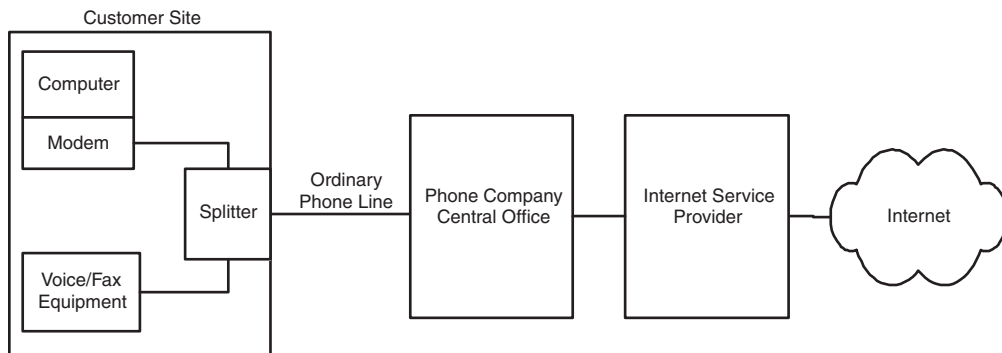 Customer Site
Computer
Modem
Splitter
Voice/Fax
Equipment
Ordinary
Phone Line
Phone Company
Central Office
Internet Service
Provider
Internet